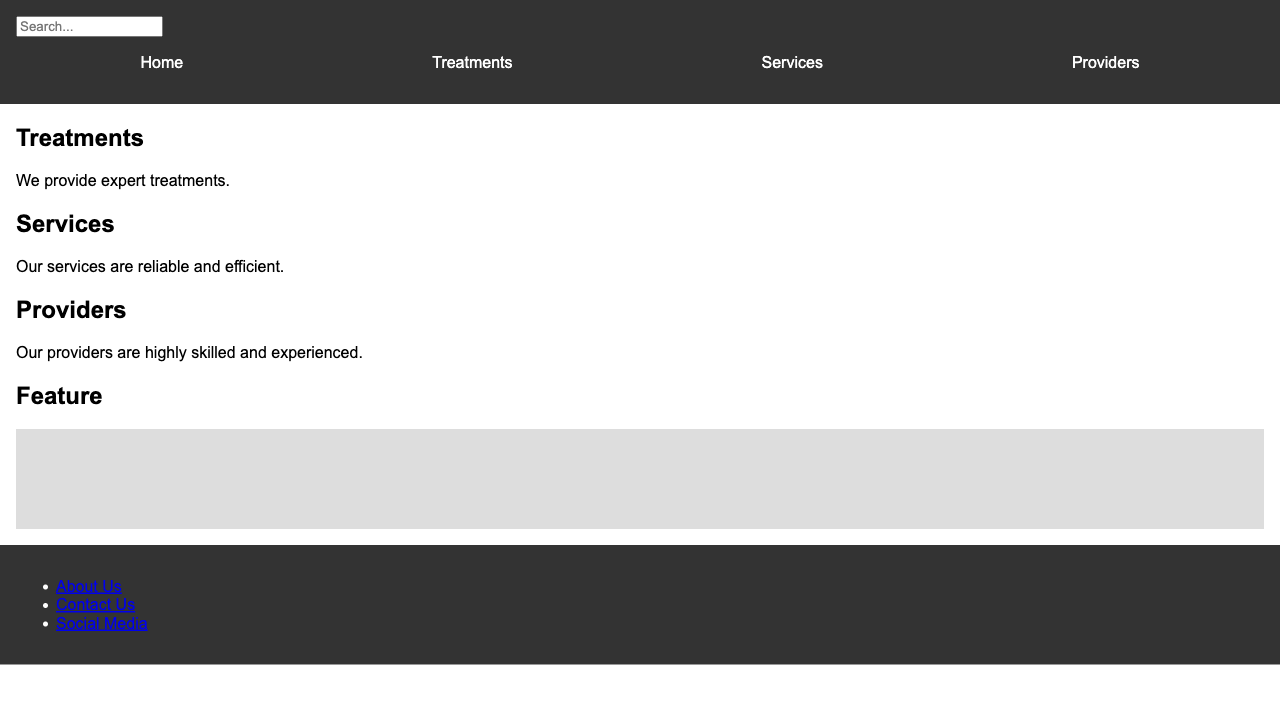 Search...
Home Treatments Services Providers
Treatments
We provide expert treatments.
Services
Our services are reliable and efficient.
Providers
Our providers are highly skilled and experienced.
Feature
About Us
Contact Us
Social Media